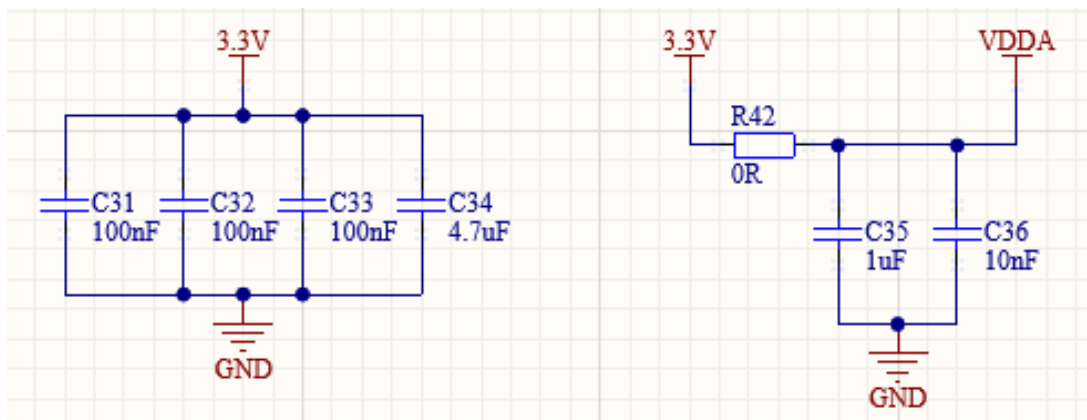 3.3V
C31
100nF
C32
100nF
C33
100nF
C34
4.7uF
GND
3.3V
VDDA
R42
0R
C35
1uF
C36
10nF
GND